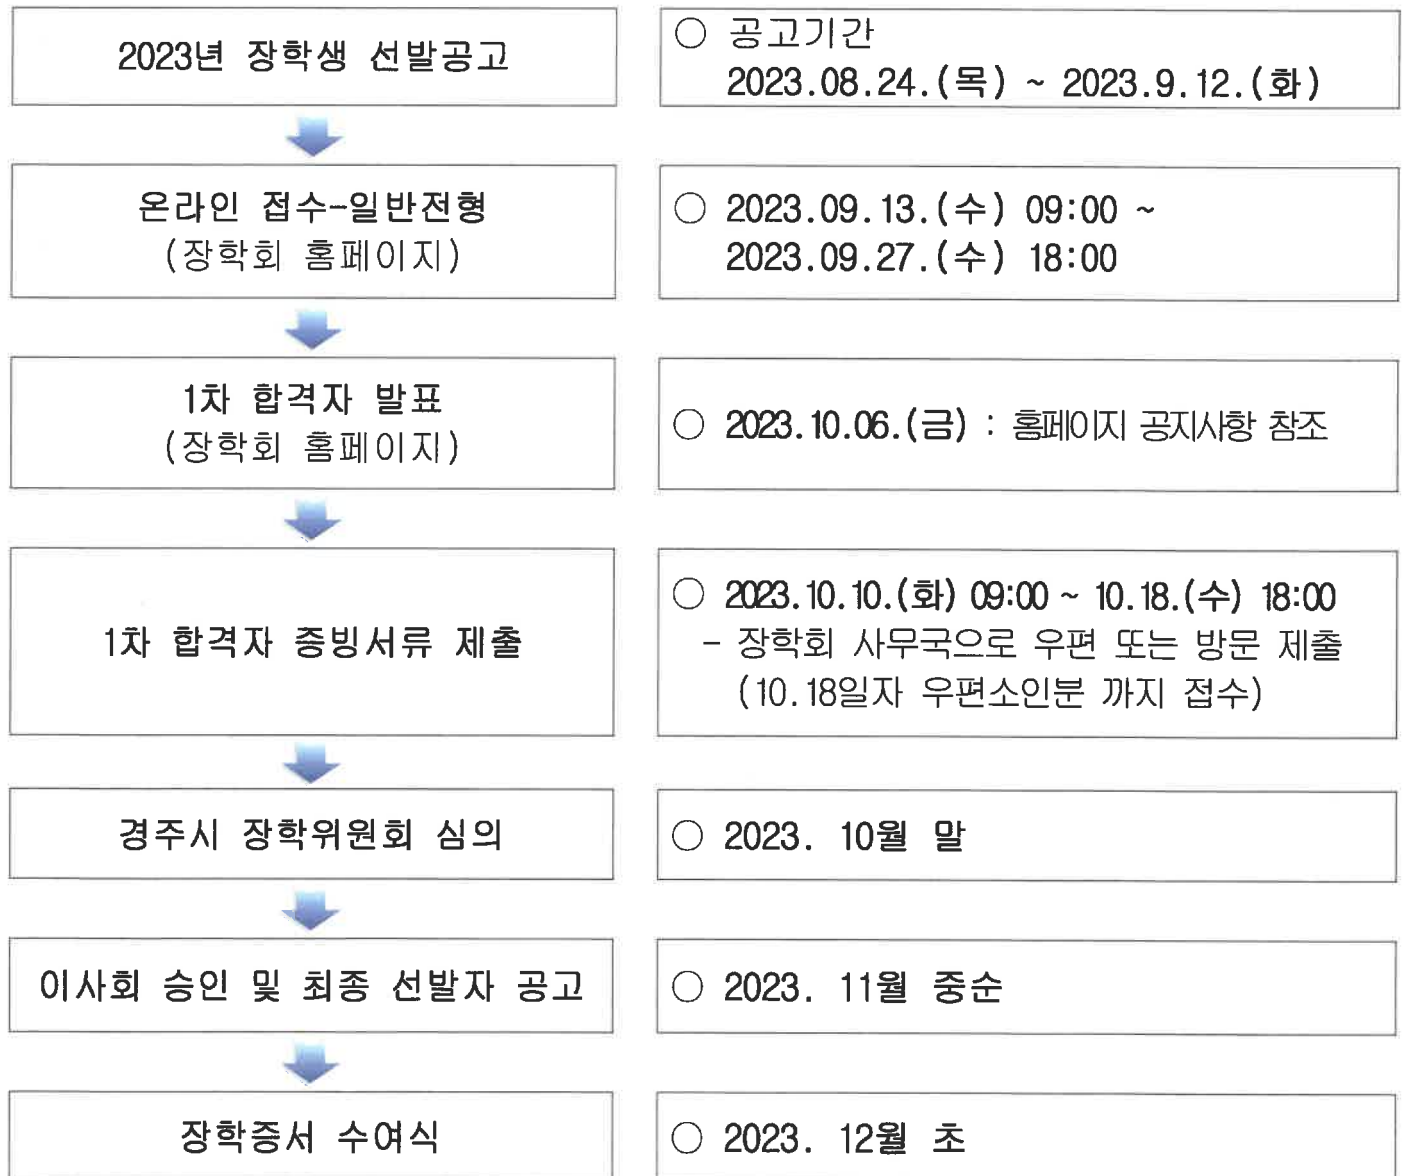 2023년 장학생 선발공고
○ 공고기간
2023.08.24.(목) ~ 2023.9.12.(화)
온라인 접수-일반전형
(장학회 홈페이지)
○ 2023.09.13.(수) 09:00 ~
2023.09.27.(수) 18:00
1차 합격자 발표
(장학회 홈페이지)
○ 2023.10.06.(금) : 홈페이지 공지사항 참조
1차 합격자 증빙서류 제출
○ 2023.10.10.(화) 09:00 ~ 10.18.(수) 18:00
- 장학회 사무국으로 우편 또는 방문 제출
(10.18일자 우편소인분 까지 접수)
경주시 장학위원회 심의
○ 2023. 10월 말
이사회 승인 및 최종 선발자 공고
○ 2023. 11월 중순
장학증서 수여식
○ 2023. 12월 초